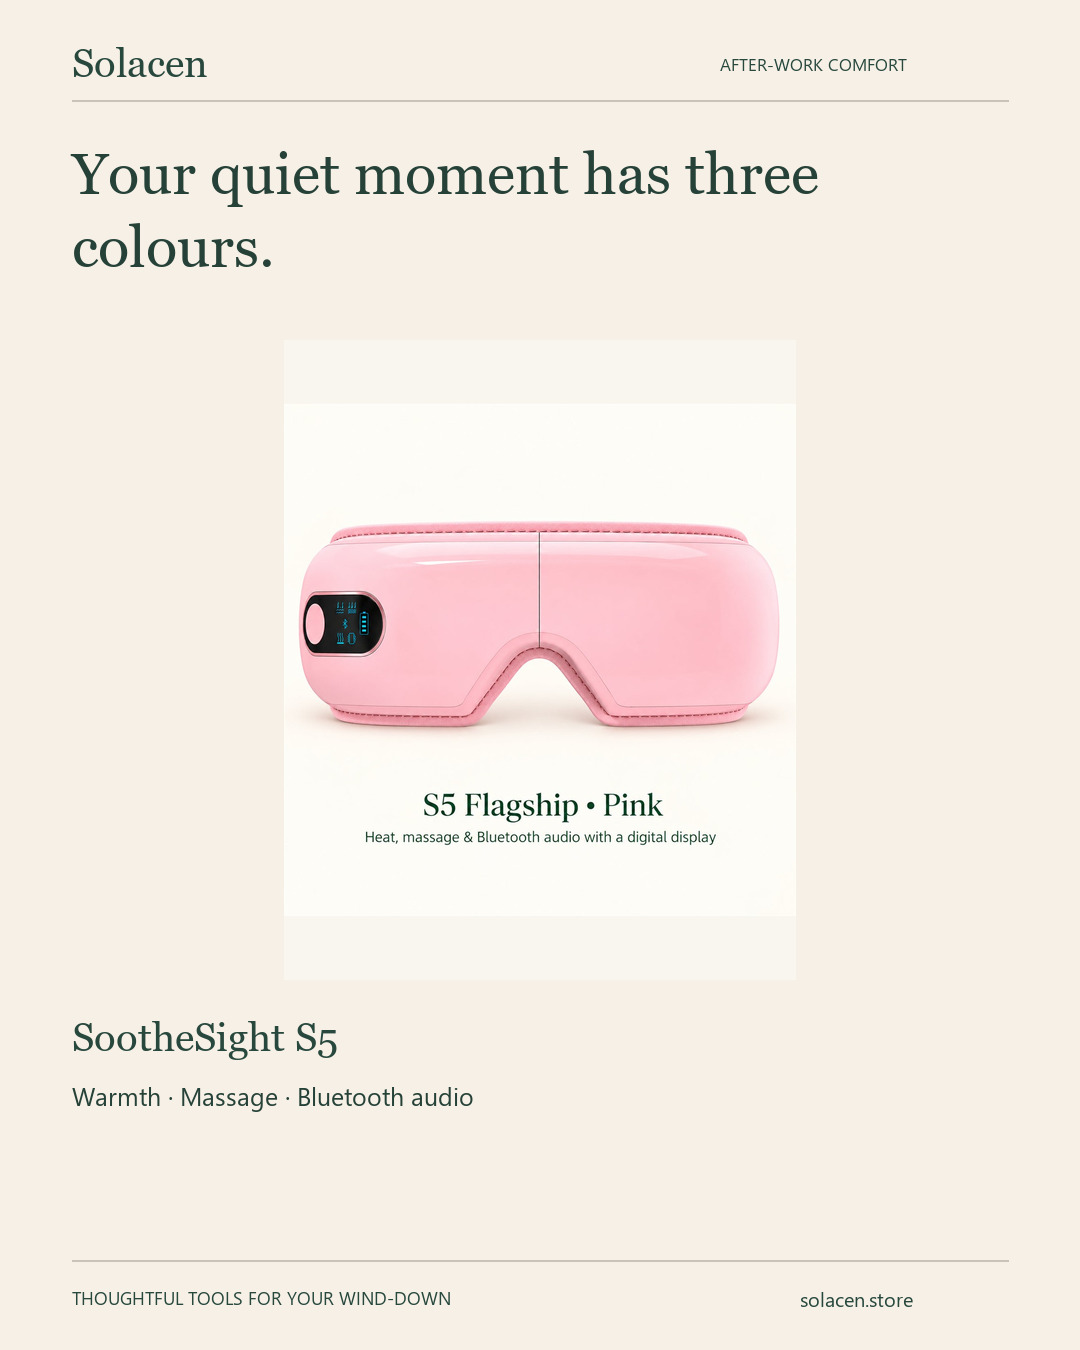 Solacen
AFTER-WORK COMFORT
Your quiet moment has three
colours.
S5 Flagship • Pink
Heat, massage & Bluetooth audio with a digital display
SootheSight S5
Warmth · Massage · Bluetooth audio
THOUGHTFUL TOOLS FOR YOUR WIND-DOWN
solacen.store